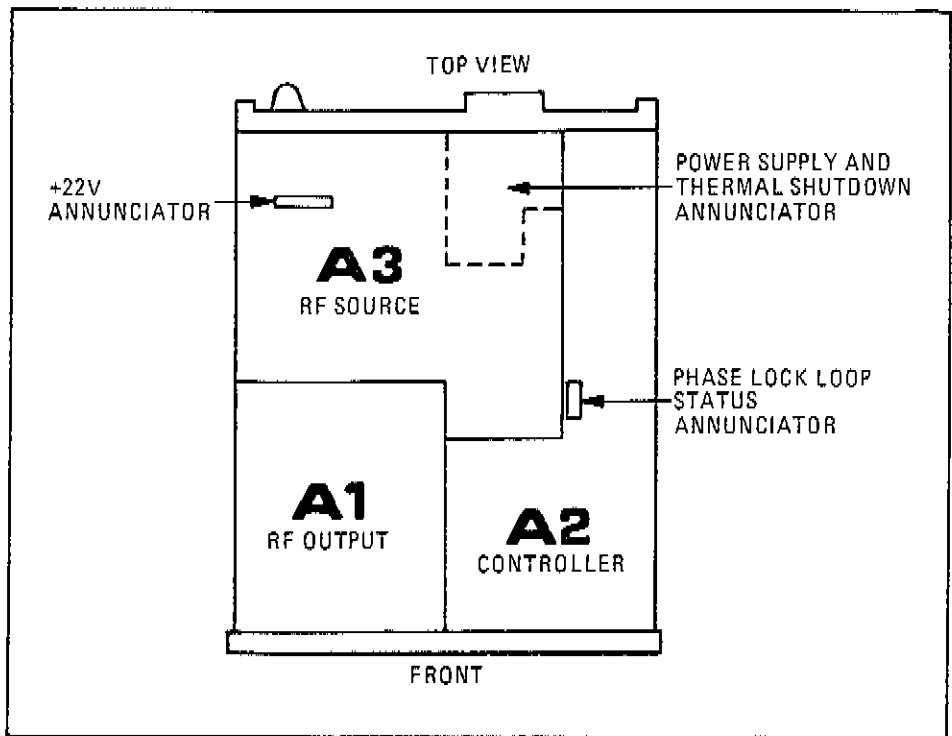 TOP VIEW
+22V
ANNUNCIATOR
POWER SUPPLY AND
THERMAL SHUTDOWN
ANNUNCIATOR
A3
RF SOURCE
PHASE LOCK LOOP
STATUS
ANNUNCIATOR
A1
RF OUTPUT
A2
CONTROLLER
FRONT